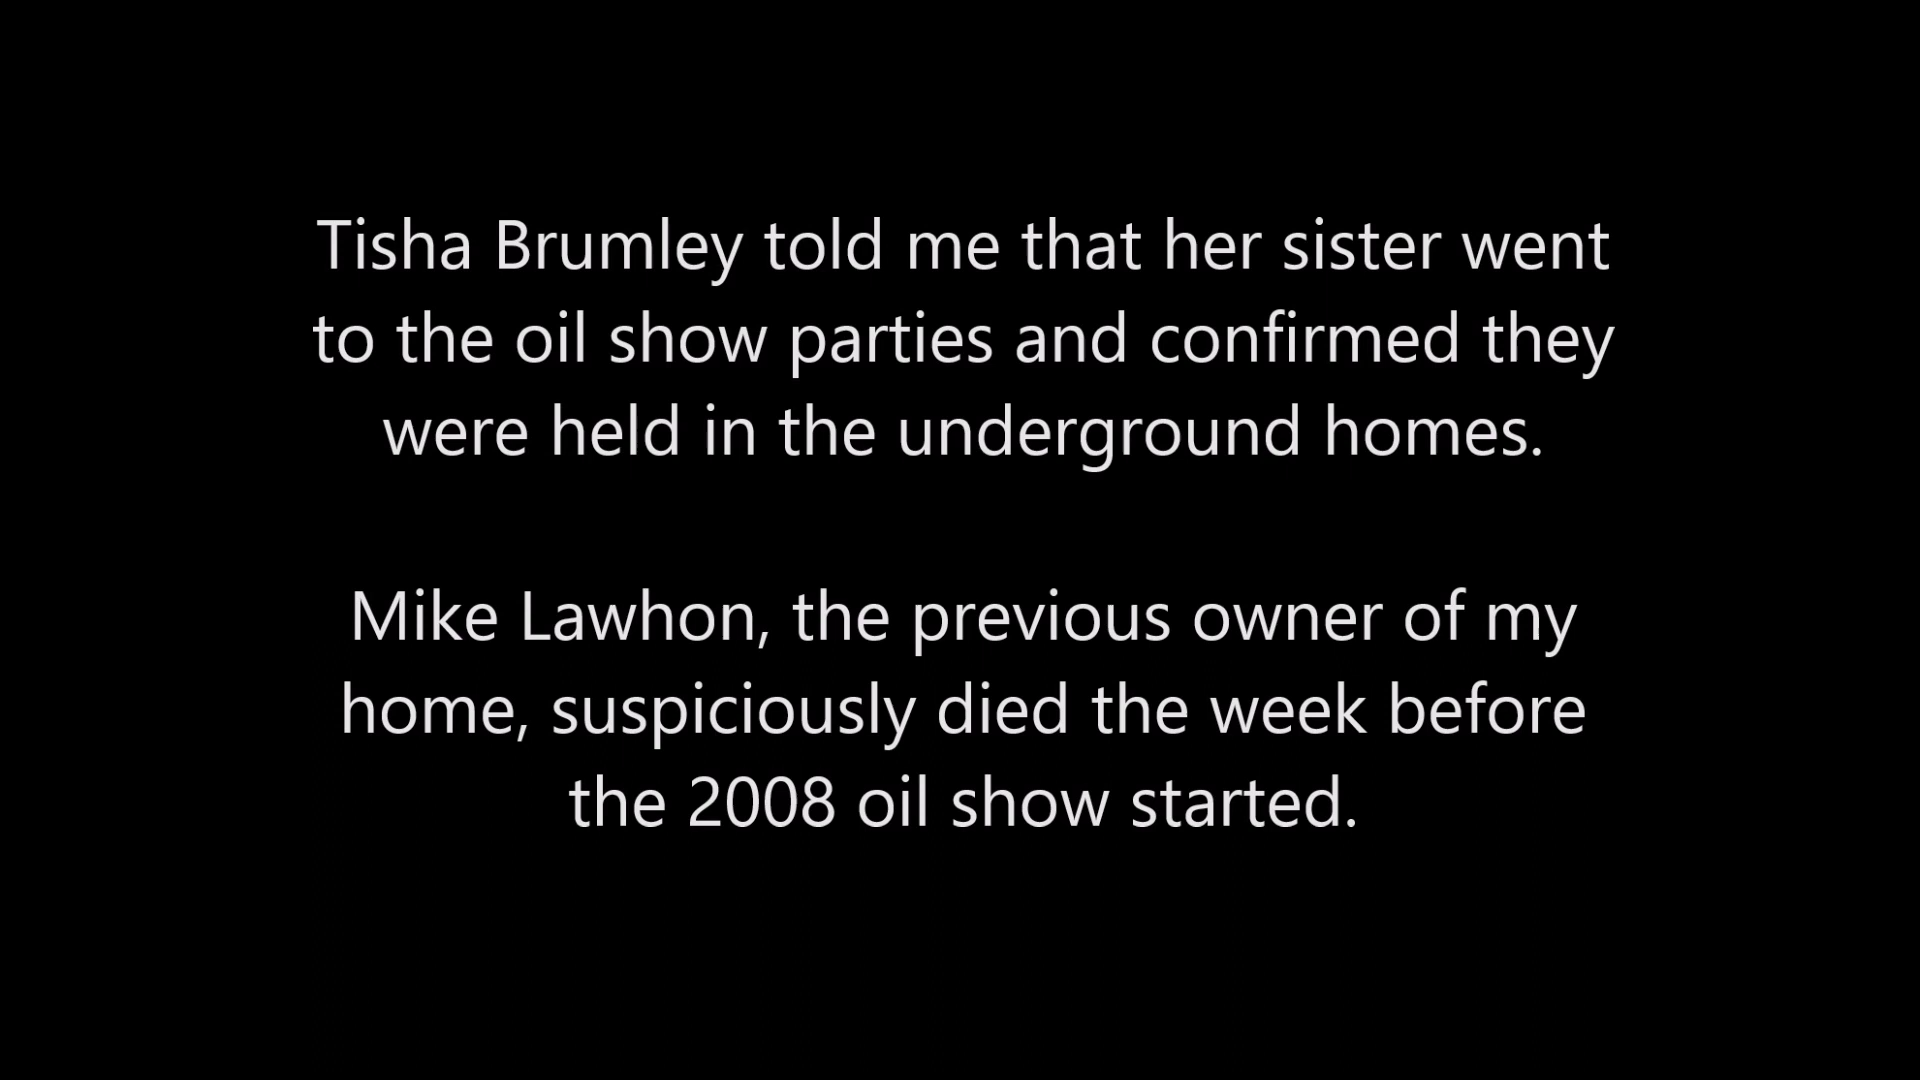 Tisha Brumley told me that her sister went
to the oil show parties and confirmed they
were held in the underground homes.
Mike Lawhon, the previous owner of my
home, suspiciously died the week before
the 2008 oil show started.